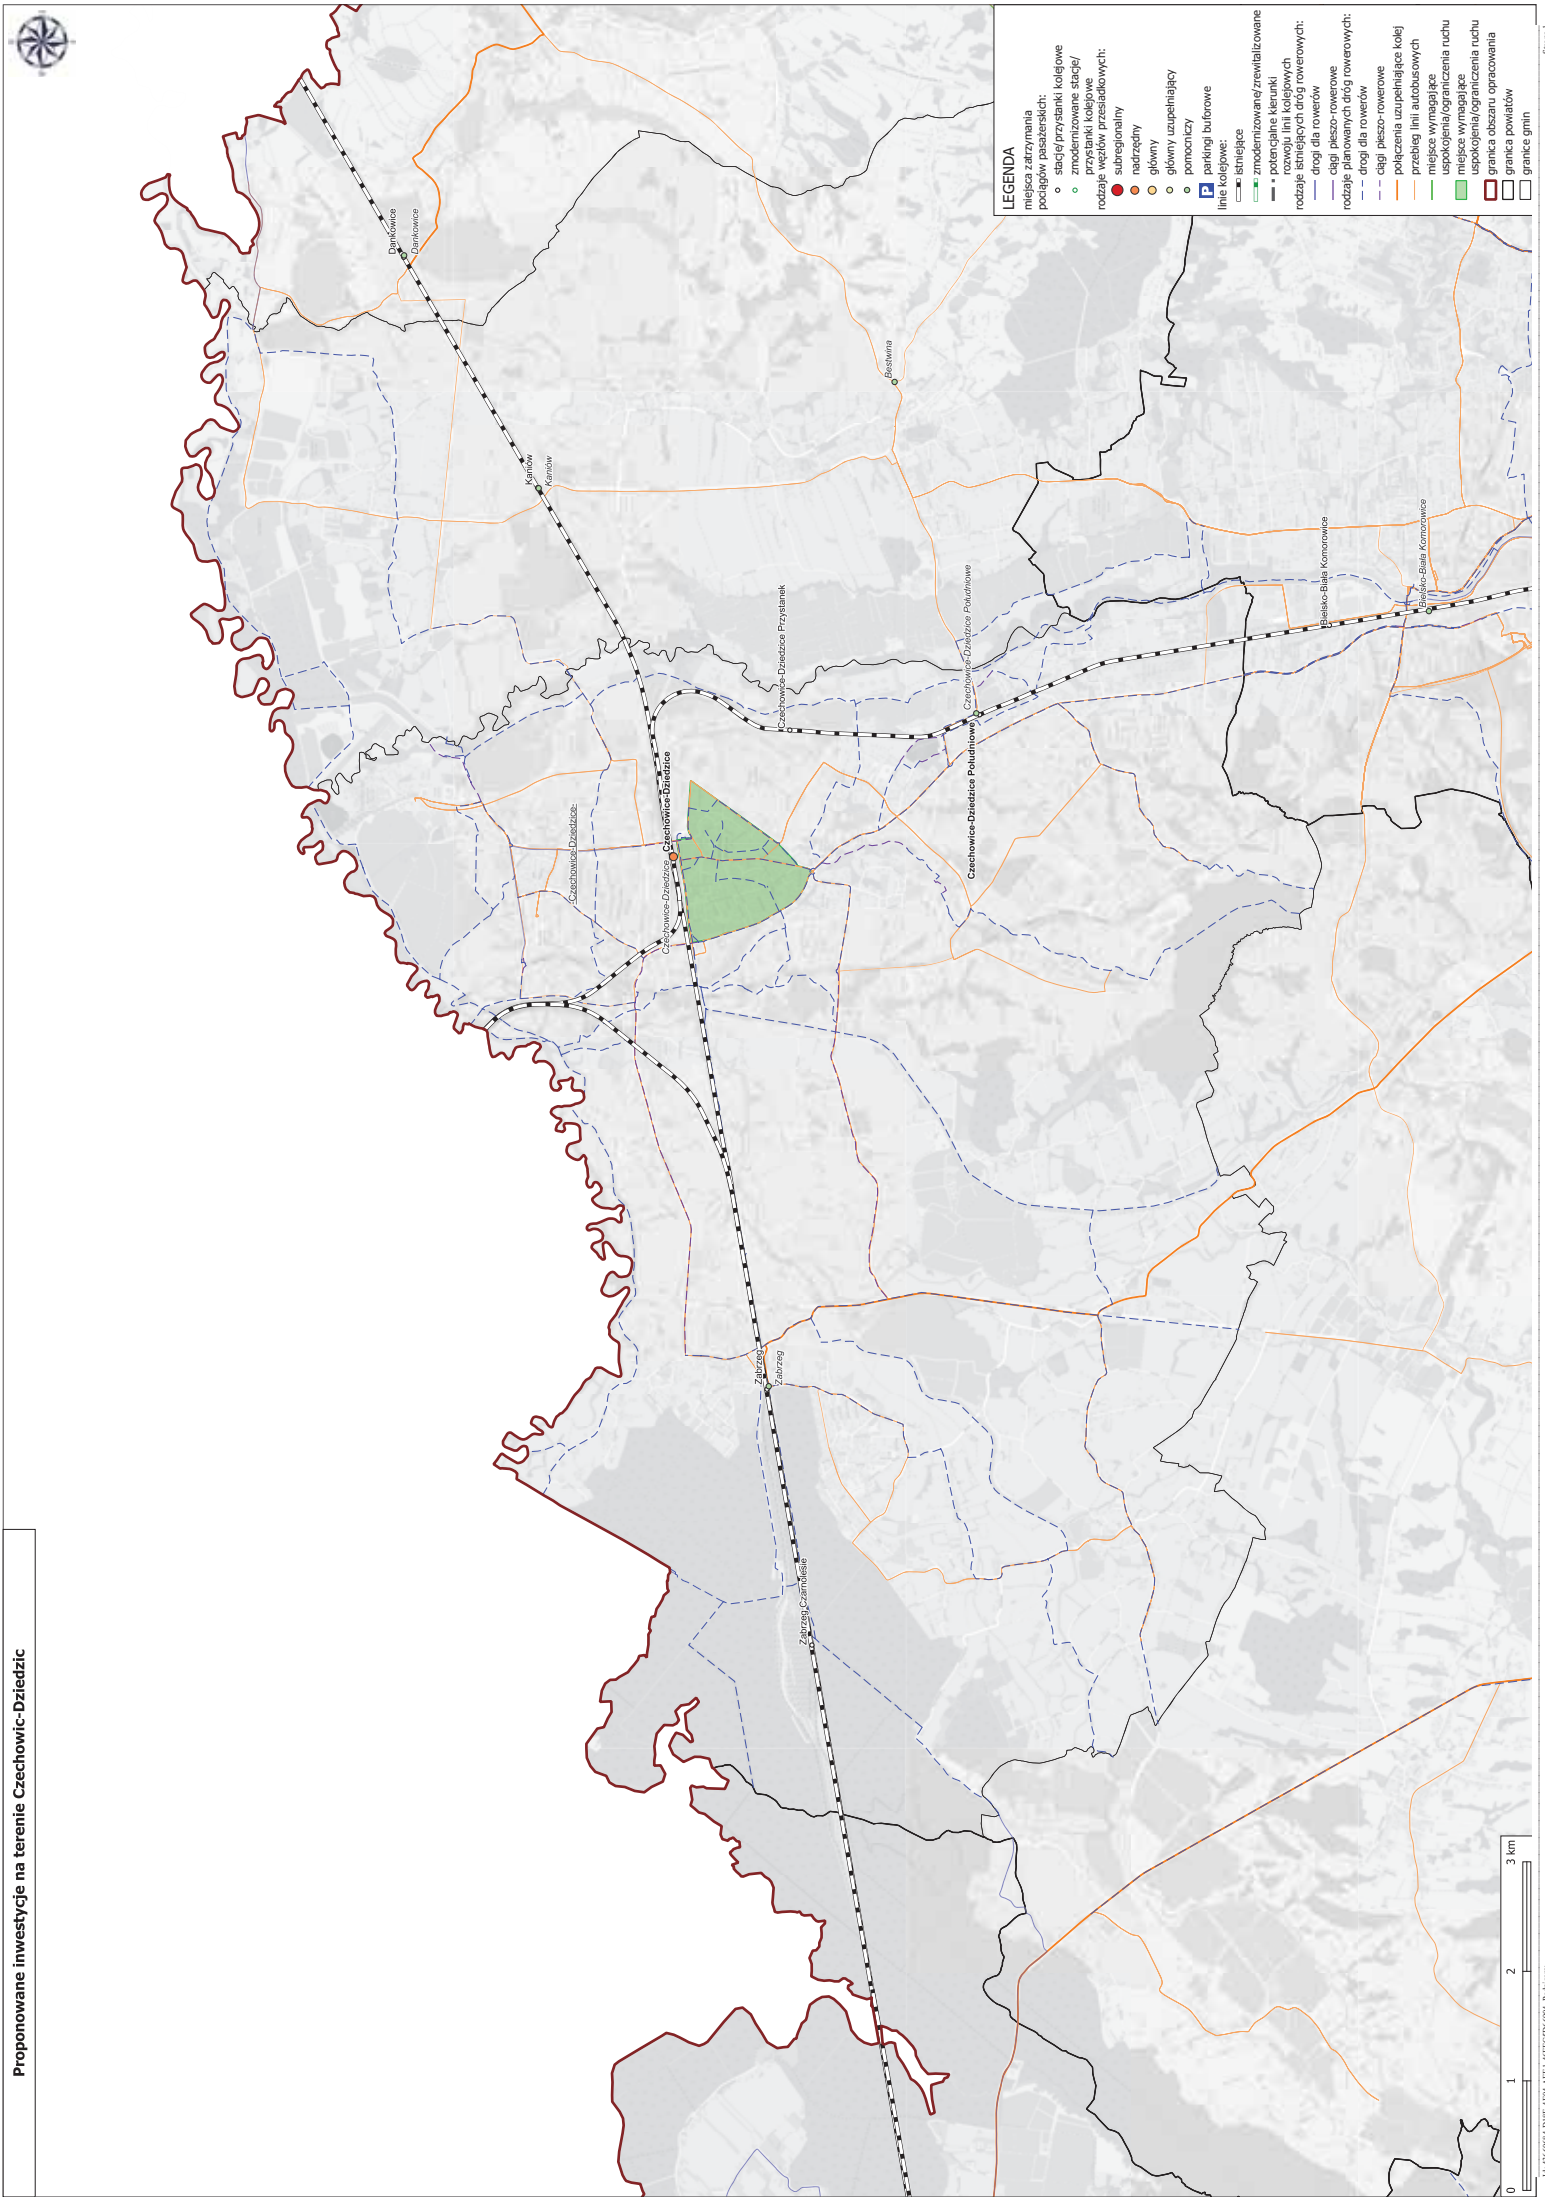 Proponowane inwestycje na terenie Czechowic-Dziedzic
Dankowice
Dankowice
Kaniów
Kaniów
Bestwina
Czechowice-Dziedzice Przystanek
Czechowice-Dziedzice Południowe
Czechowice-Dziedzice Południowe
Bielsko-Biała Komorowice
Bielsko-Biała Komorowice
Czechowice-Dziedzice
Czechowice-Dziedzice
Czechowice-Dziedzice-
Zabrzeg
Zabrzeg
Zabrzeg Czarnolesie
LEGENDA
miejsca zatrzymania
pociągów pasażerskich:
stacje/przystanki kolejowe
zmodernizowane stacje/
przystanki kolejowe
rodzaje węzłów przesiadkowych:
subregionalny
nadrzędny
główny
główny uzupełniający
pomocniczy
P parkingi buforowe
linie kolejowe:
istniejące
zmodernizowane/zrewitalizowane
potencjalne kierunki
rozwoju linii kolejowych
rodzaje istniejących dróg rowerowych:
drogi dla rowerów
ciągi pieszo-rowerowe
rodzaje planowanych dróg rowerowych:
drogi dla rowerów
ciągi pieszo-rowerowe
połączenia uzupełniające kolej
przebieg linii autobusowych
miejsce wymagające
uspokojenia/ograniczenia ruchu
miejsce wymagające
uspokojenia/ograniczenia ruchu
granica obszaru opracowania
granica powiatów
granice gmin
0 1 2 3 km